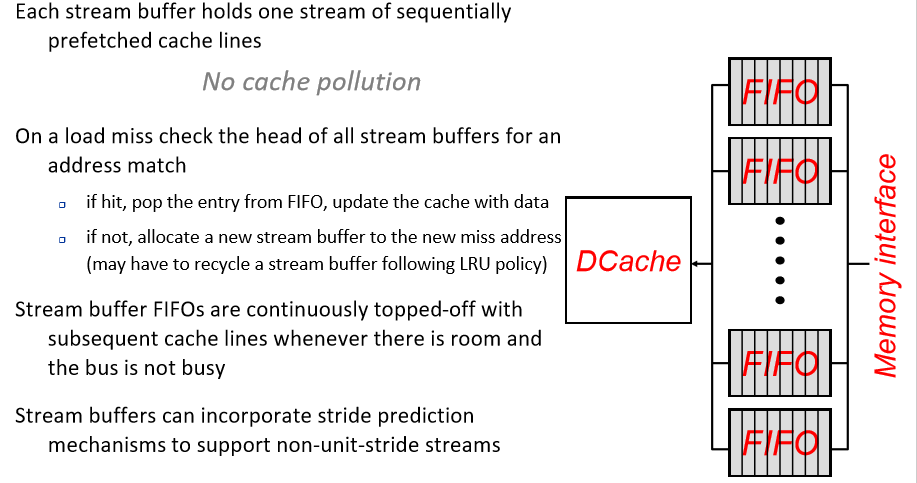 Each stream buffer holds one stream of sequentially
prefetched cache lines
No cache pollution
On a load miss check the head of all stream buffers for an
address match
if hit, pop the entry from FIFO, update the cache with data
if not, allocate a new stream buffer to the new miss address
(may have to recycle a stream buffer following LRU policy)
Stream buffer FIFOs are continuously topped-off with
subsequent cache lines whenever there is room and
the bus is not busy
Stream buffers can incorporate stride prediction
mechanisms to support non-unit-stride streams
DCache
FIFO
FIFO
FIFO
FIFO
Memory interface